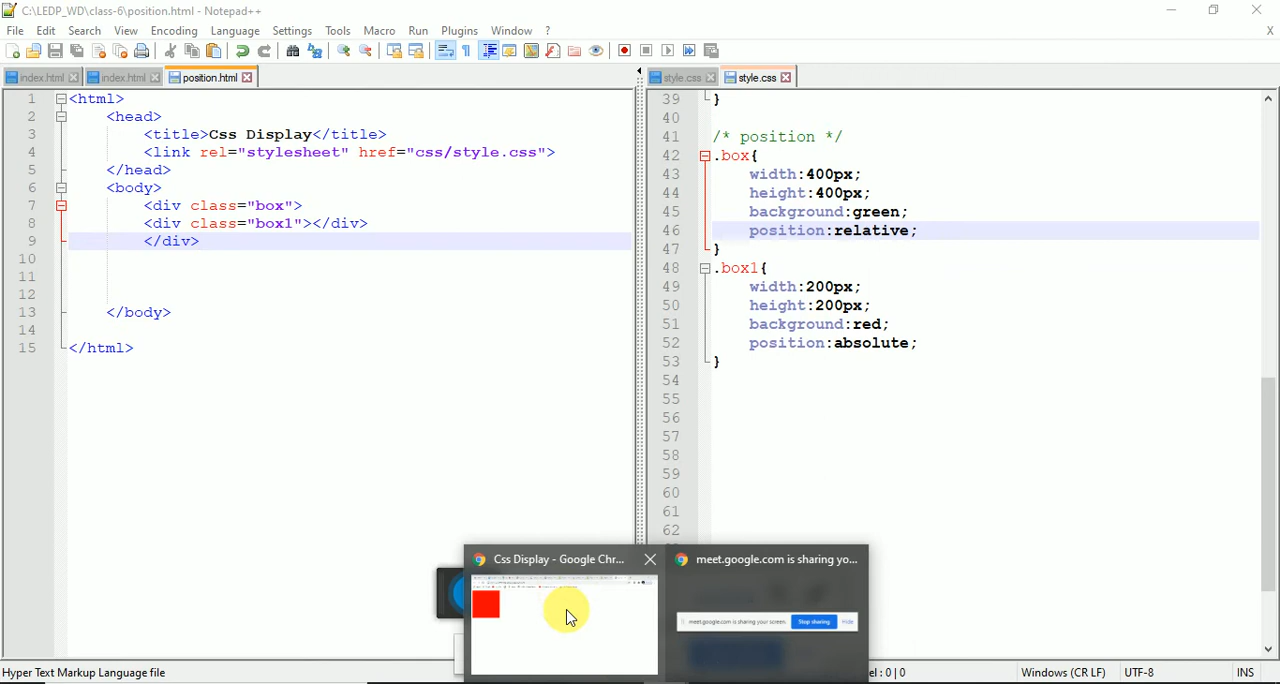 C:\LEDP_WD\class-6\position.html - Notepad++
File Edit Search View Encoding Language Settings Tools Macro Run Plugins Window ? X
index.html index.html position.html style.css style.css
1 <html>
2 <head>
3 <title>Css Display</title>
4 <link rel="stylesheet" href="css/style.css">
5 </head>
6 <body>
7 <div class="box">
8 <div class="box1"></div>
9 </div>
10
11
12
13 </body>
14
15 </html>
39 }
40
41 /* position */
42 .box{
43 width:400px;
44 height:400px;
45 background:green;
46 position:relative;
47 }
48 .box1{
49 width:200px;
50 height:200px;
51 background:red;
52 position:absolute;
53 }
54
55
56
57
58
59
60
61
62
Css Display - Google Chr... meet.google.com is sharing yo...
meet.google.com is sharing your screen. Stop sharing Hide
Hyper Text Markup Language file el : 0 | 0 Windows (CR LF) UTF-8 INS